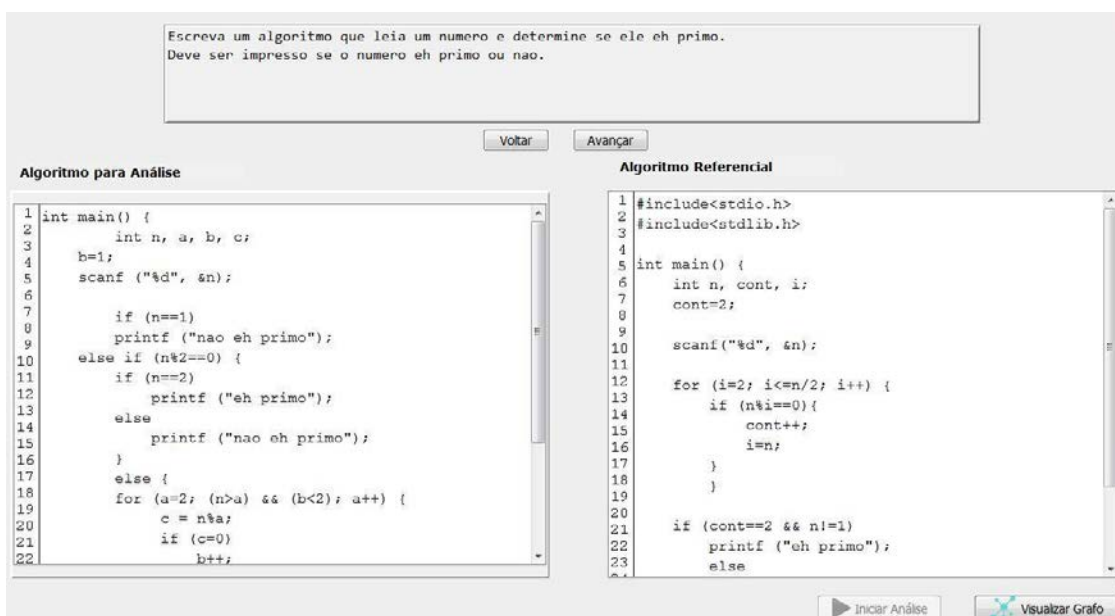 Escreva um algoritmo que leia um numero e determine se ele eh primo.
Deve ser impresso se o numero eh primo ou nao.
Voltar
Avançar
Algoritmo para Análise
1 int main() {
2 int n, a, b, c;
3
4 b=1;
5 scanf ("%d", &n);
6
7 if (n==1)
8
9 printf ("nao eh primo");
10 else if (n%2==0) {
11 if (n==2)
12 printf ("eh primo");
13 else
14
15 printf ("nao eh primo");
16 }
17 else {
18 for (a=2; (n>a) && (b<2); a++) {
19
20 c = n%a;
21 if (c=0)
22 b++;
Algoritmo Referencial
1 #include<stdio.h>
2 #include<stdlib.h>
3
4
5 int main() {
6 int n, cont, i;
7 cont=2;
8
9
10 scanf("%d", &n);
11
12 for (i=2; i<=n/2; i++) {
13 if (n%i==0){
14
15 cont++;
16 i=n;
17 }
18 }
19
20
21 if (cont==2 && n!=1)
22 printf ("eh primo");
23 else
Iniciar Análise
Visualizar Grafo